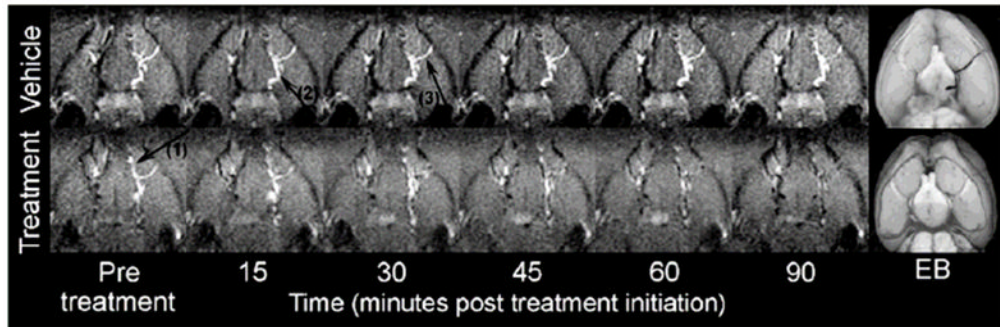 Vehicle
(2)
(3)
Treatment
(1)
Pre treatment
15
30
45
60
90
EB
Time (minutes post treatment initiation)